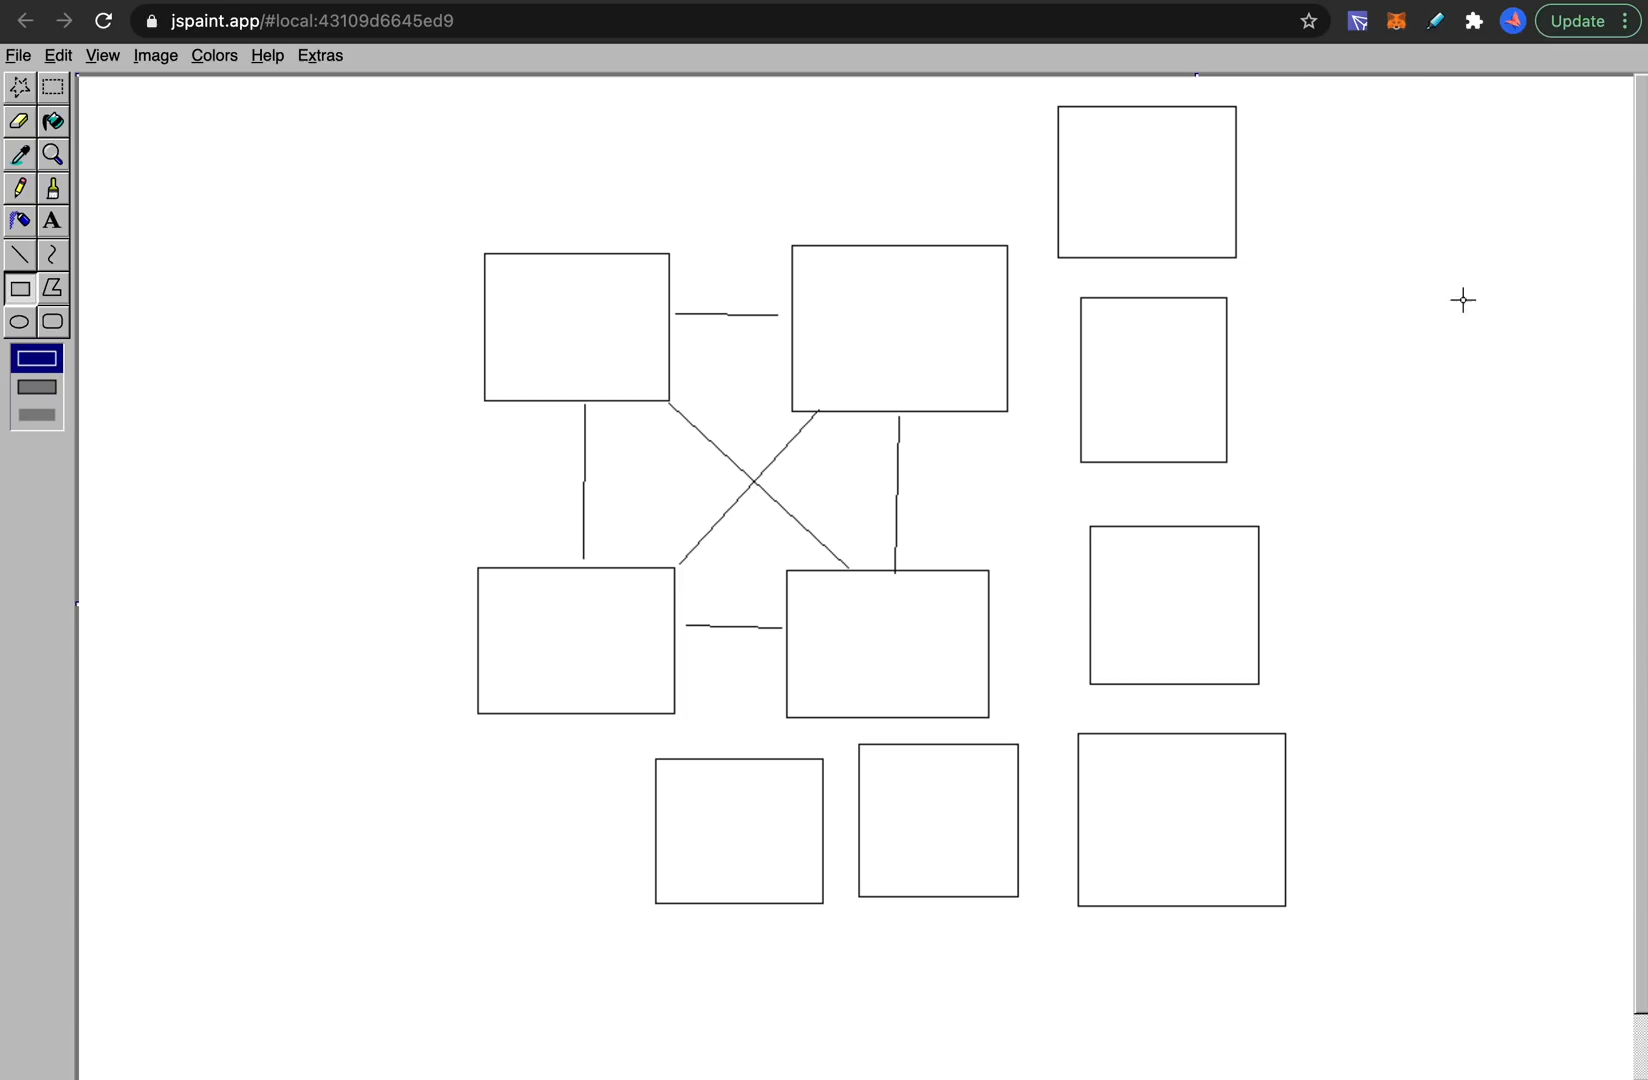 jspaint.app/#local:43109d6645ed9
Update
File Edit View Image Colors Help Extras
A